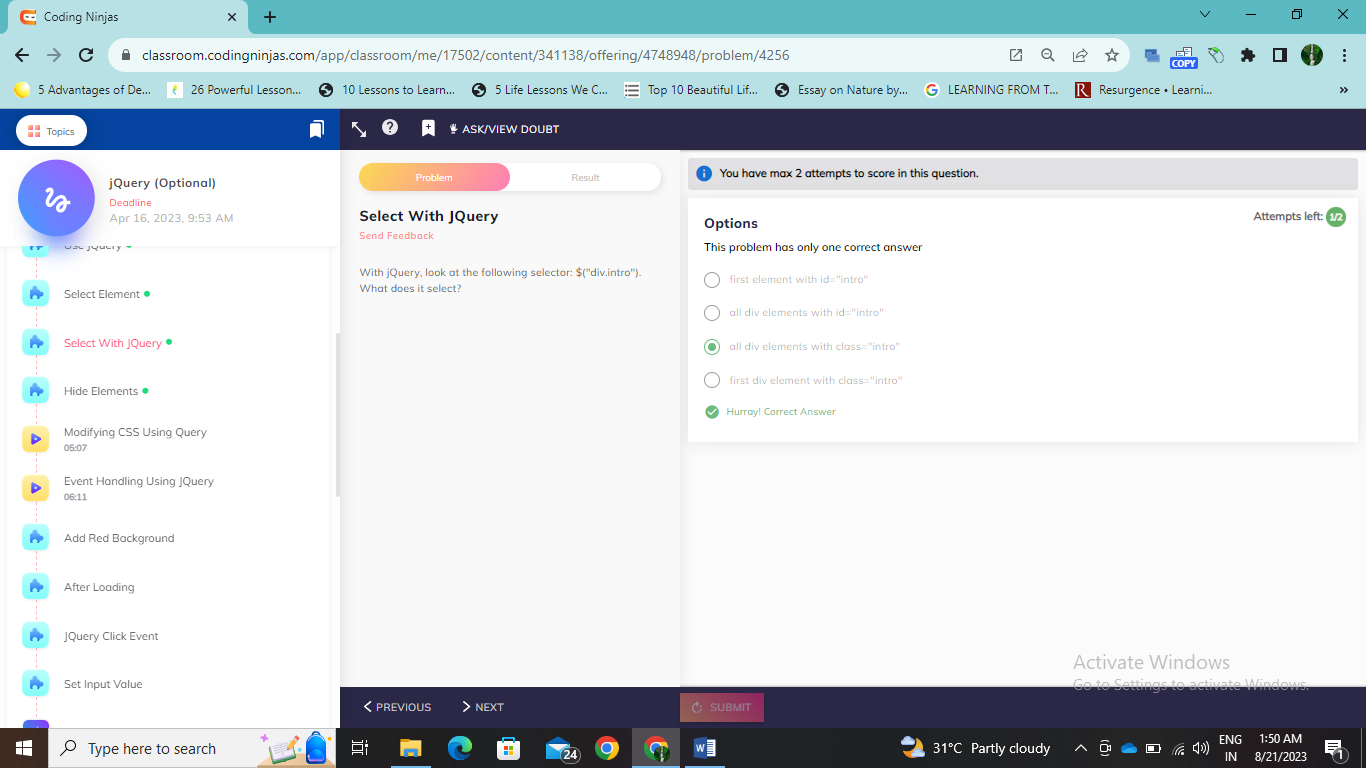 Coding Ninjas
classroom.codingninjas.com/app/classroom/me/17502/content/341138/offering/4748948/problem/4256
COPY
5 Advantages of De...
26 Powerful Lesson...
10 Lessons to Learn...
5 Life Lessons We C...
Top 10 Beautiful Lif...
Essay on Nature by...
LEARNING FROM T...
Resurgence • Learni...
Topics
ASK/VIEW DOUBT
jQuery (Optional)
Deadline
Apr 16, 2023, 9:53 AM
Use jQuery
Select Element
Select With JQuery
Hide Elements
Modifying CSS Using Query
05:07
Event Handling Using JQuery
06:11
Add Red Background
After Loading
JQuery Click Event
Set Input Value
Problem
Result
Select With JQuery
Send Feedback
With jQuery, look at the following selector: $("div.intro").
What does it select?
You have max 2 attempts to score in this question.
Options
Attempts left: 1/2
This problem has only one correct answer
first element with id="intro"
all div elements with id="intro"
all div elements with class="intro"
first div element with class="intro"
Hurray! Correct Answer
Activate Windows
Go to Settings to activate Windows.
PREVIOUS
NEXT
SUBMIT
Type here to search
24
31°C Partly cloudy
ENG
IN
1:50 AM
8/21/2023
1